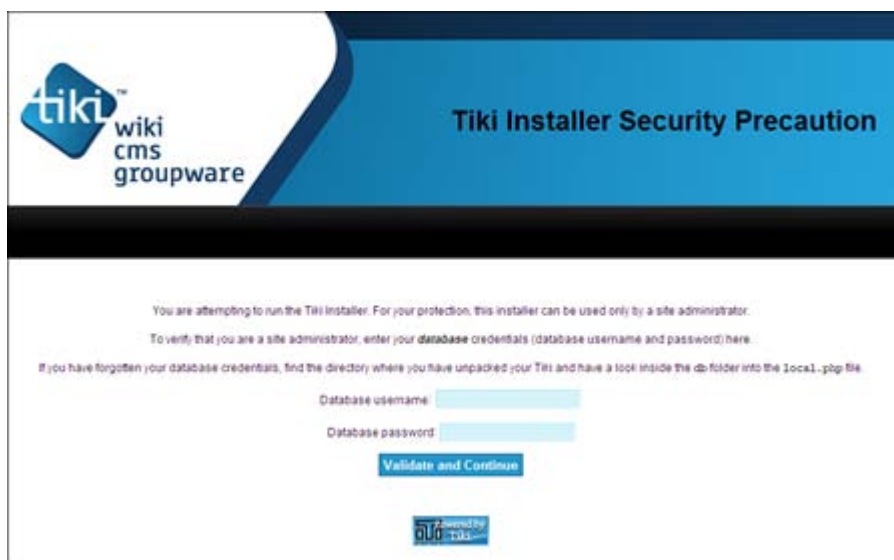 tiki™
wiki
cms
groupware
Tiki Installer Security Precaution
You are attempting to run the Tiki Installer. For your protection, this installer can be used only by a site administrator.
To verify that you are a site administrator, enter your database credentials (database username and password) here.
If you have forgotten your database credentials, find the directory where you have unpacked your Tiki and have a look inside the db folder into the local.php file.
Database username:
Database password:
Validate and Continue
powered by
Tiki